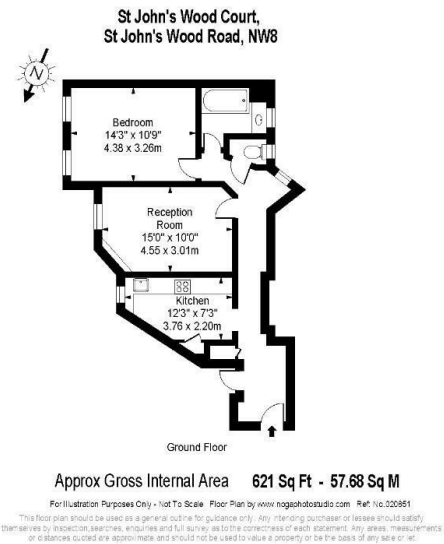 St John's Wood Court,
St John's Wood Road, NW8
N
Bedroom
14'3" x 10'9"
4.38 x 3.26m
Reception
Room
15'0" x 10'0"
4.55 x 3.01m
Kitchen
12'3" x 7'3"
3.76 x 2.20m
Ground Floor
Approx Gross Internal Area 621 Sq Ft - 57.68 Sq M
For Illustration Purposes Only - Not To Scale Floor Plan by www.nogaphotostudio.com Ref: No.020651
This floor plan should be used as a general outline for guidance only. Any intending purchaser or lessee should satisfy
themselves by inspection, searches, enquiries and full survey as to the correctness of each statement. Any areas, measurements
or distances quoted are approximate and should not be used to value a property or be the basis of any sale or let.